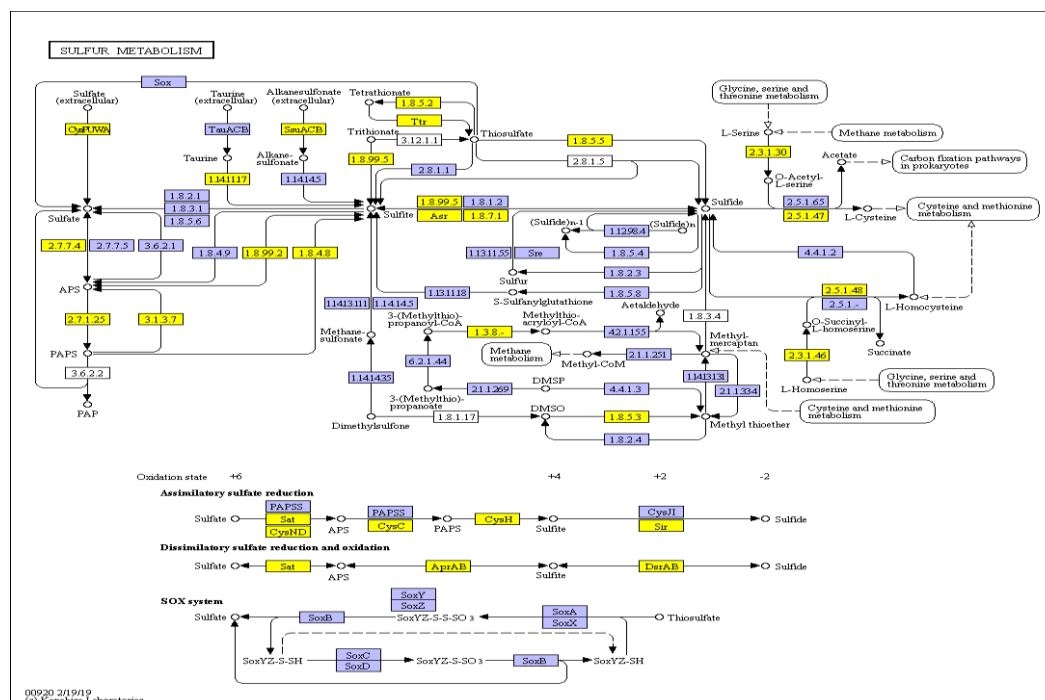 SULFUR METABOLISM
Sox
Sulfate
(extracellular)
Taurine
(extracellular)
Alkanesulfonate
(extracellular)
Tetrathionate
1.8.5.2
Ttr
Trithionate
3.12.1.1
Thiosulfate
1.8.5.5
2.8.1.5
1.8.99.5
2.8.1.1
CysPUWA
TauACB
SsuACB
Taurine
Alkane-
sulfonate
1.14.11.17
1.14.14.5
Glycine, serine and
threonine metabolism
L-Serine
Methane metabolism
2.3.1.30
Acetate
Carbon fixation pathways
in prokaryotes
O-Acetyl-
L-serine
2.5.1.65
2.5.1.47
L-Cysteine
Cysteine and methionine
metabolism
Sulfate
1.8.2.1
1.8.3.1
1.8.5.6
Sulfite
1.8.99.5
1.8.1.2
Asr
1.8.7.1
Sulfide
(Sulfide)n-1
1.12.98.4
(Sulfide)n
1.8.5.4
1.13.11.55
Sre
1.8.2.3
Sulfur
1.13.11.18
1.8.5.8
S-Sulfanylglutathione
2.7.7.4
2.7.7.5
3.6.2.1
1.8.4.9
1.8.99.2
1.8.4.8
APS
2.7.1.25
3.1.3.7
PAPS
3.6.2.2
PAP
4.4.1.2
2.5.1.48
2.5.1.-
L-Homocysteine
O-Succinyl-
L-homoserine
Succinate
2.3.1.46
L-Homoserine
Glycine, serine and
threonine metabolism
Cysteine and methionine
metabolism
1.14.13.111
1.14.14.5
Methane-
sulfonate
1.14.14.35
Dimethylsulfone
3-(Methylthio)-
propanoyl-CoA
1.3.8.-
Methylthio-
acryloyl-CoA
Acetaldehyde
4.2.1.155
1.8.3.4
Methyl-
mercaptan
Methane
metabolism
Methyl-CoM
2.1.1.251
6.2.1.44
3-(Methylthio)-
propanoate
2.1.1.269
DMSP
4.4.1.3
1.14.13.131
2.1.1.334
1.8.1.17
DMSO
1.8.5.3
1.8.2.4
Methyl thioether
Oxidation state +6 +4 +2 -2
Assimilatory sulfate reduction
Sulfate
PAPSS
Sat
CysND
APS
PAPSS
CysC
PAPS
CysH
Sulfite
CysJI
Sir
Sulfide
Dissimilatory sulfate reduction and oxidation
Sulfate
Sat
APS
AprAB
Sulfite
DsrAB
Sulfide
SOX system
Sulfate
SoxB
SoxY
SoxZ
SoxYZ-S-S-SO3
SoxA
SoxX
Thiosulfate
SoxYZ-S-SH
SoxC
SoxD
SoxYZ-S-SO3
SoxB
SoxYZ-SH
00920 2/19/19
(c) Kanehisa Laboratories